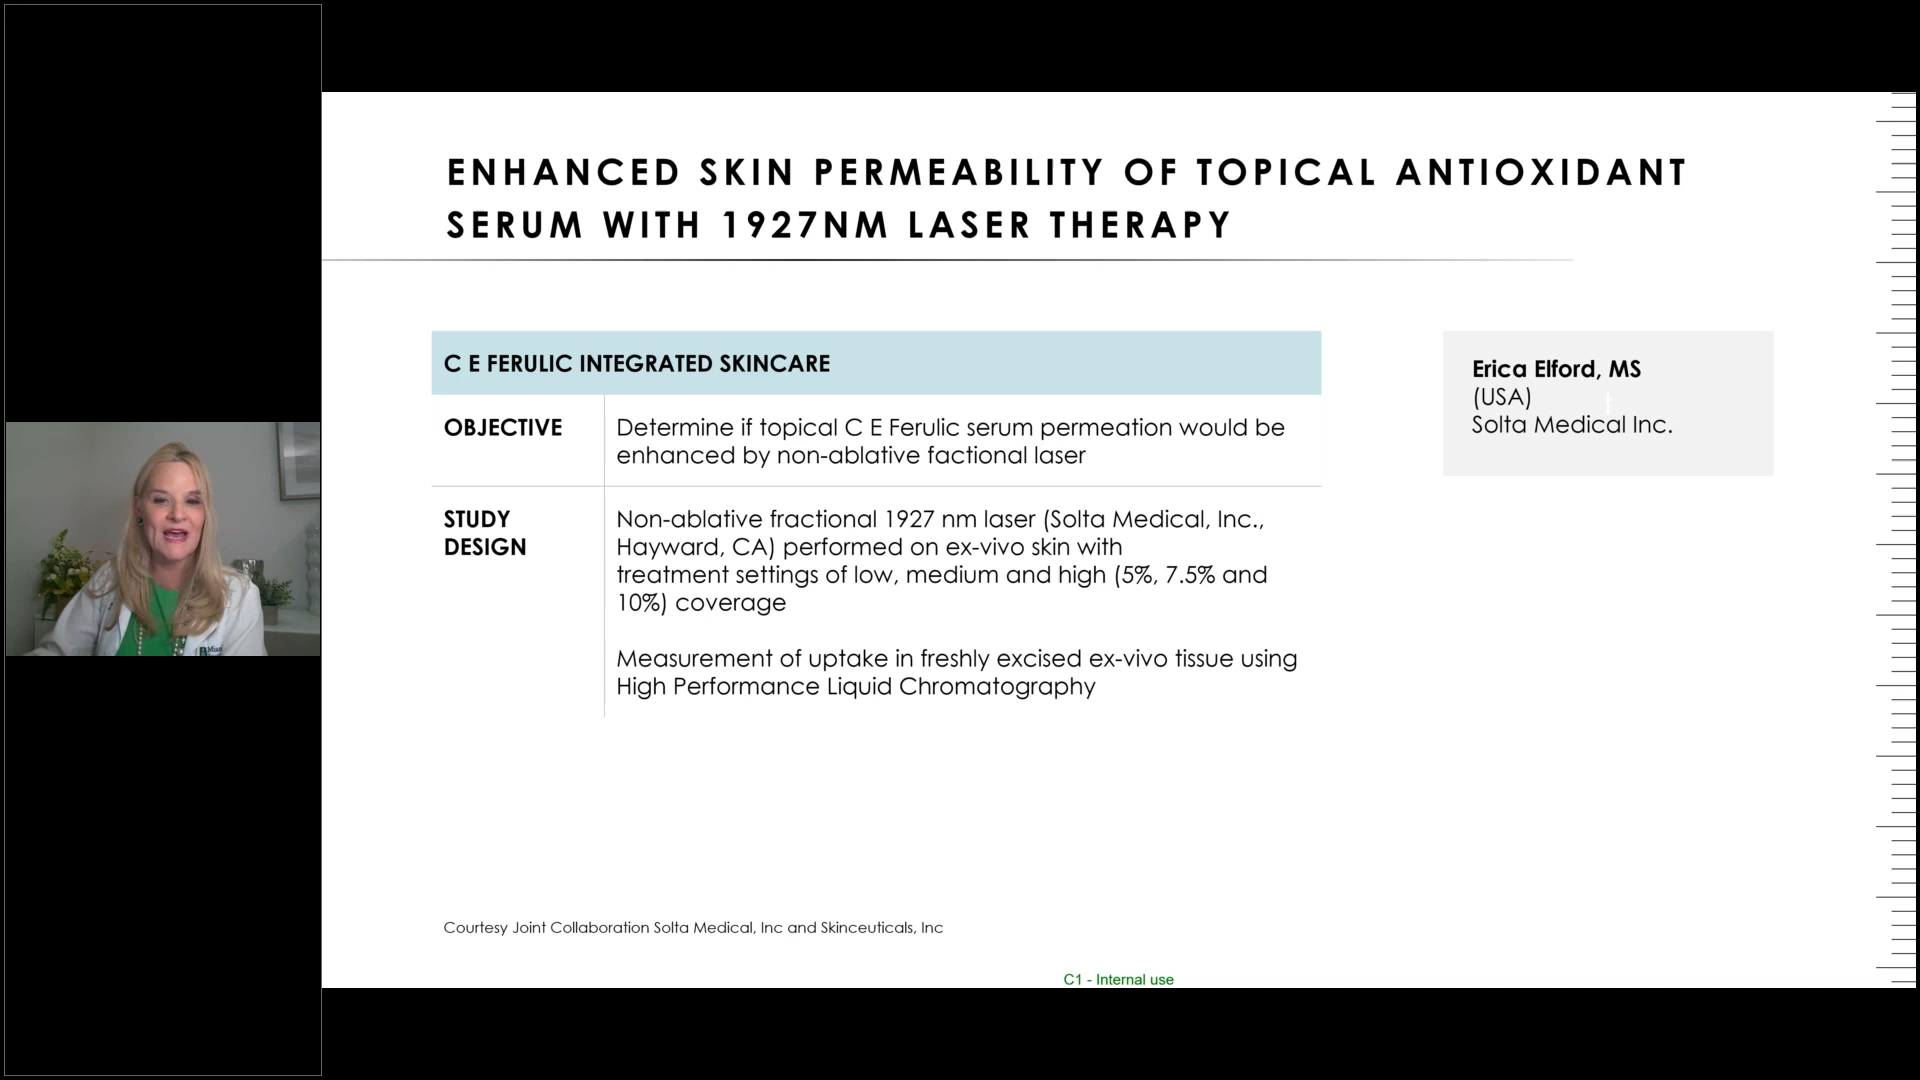 ENHANCED SKIN PERMEABILITY OF TOPICAL ANTIOXIDANT
SERUM WITH 1927NM LASER THERAPY
C E FERULIC INTEGRATED SKINCARE
OBJECTIVE
Determine if topical C E Ferulic serum permeation would be
enhanced by non-ablative factional laser
STUDY
DESIGN
Non-ablative fractional 1927 nm laser (Solta Medical, Inc.,
Hayward, CA) performed on ex-vivo skin with
treatment settings of low, medium and high (5%, 7.5% and
10%) coverage
Measurement of uptake in freshly excised ex-vivo tissue using
High Performance Liquid Chromatography
Erica Elford, MS
(USA)
Solta Medical Inc.
Courtesy Joint Collaboration Solta Medical, Inc and Skinceuticals, Inc
C1 - Internal use